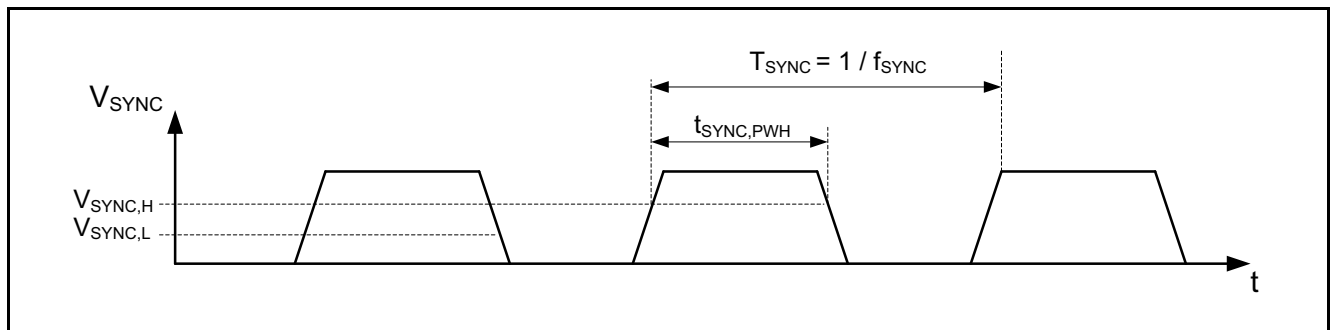 T_SYNC = 1 / f_SYNC
V_SYNC
t_SYNC,PWH
V_SYNC,H
V_SYNC,L
t